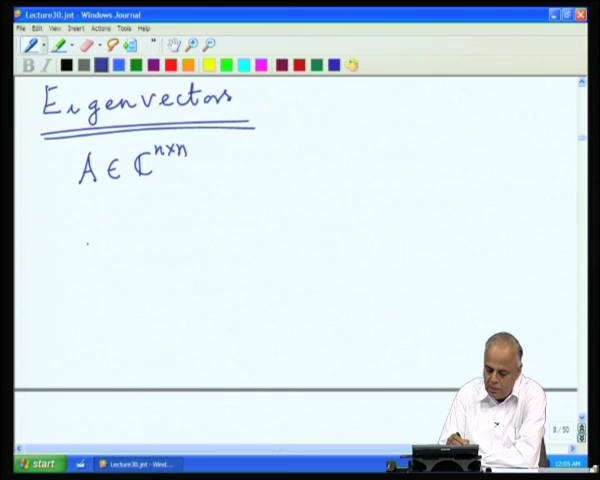 Lecture30.jnt - Windows Journal
File Edit View Insert Actions Tools Help
B I
Eigenvectors
A ∈ ℂⁿˣⁿ
8 / 50
start
Lecture30.jnt - Wind...
12:05 AM